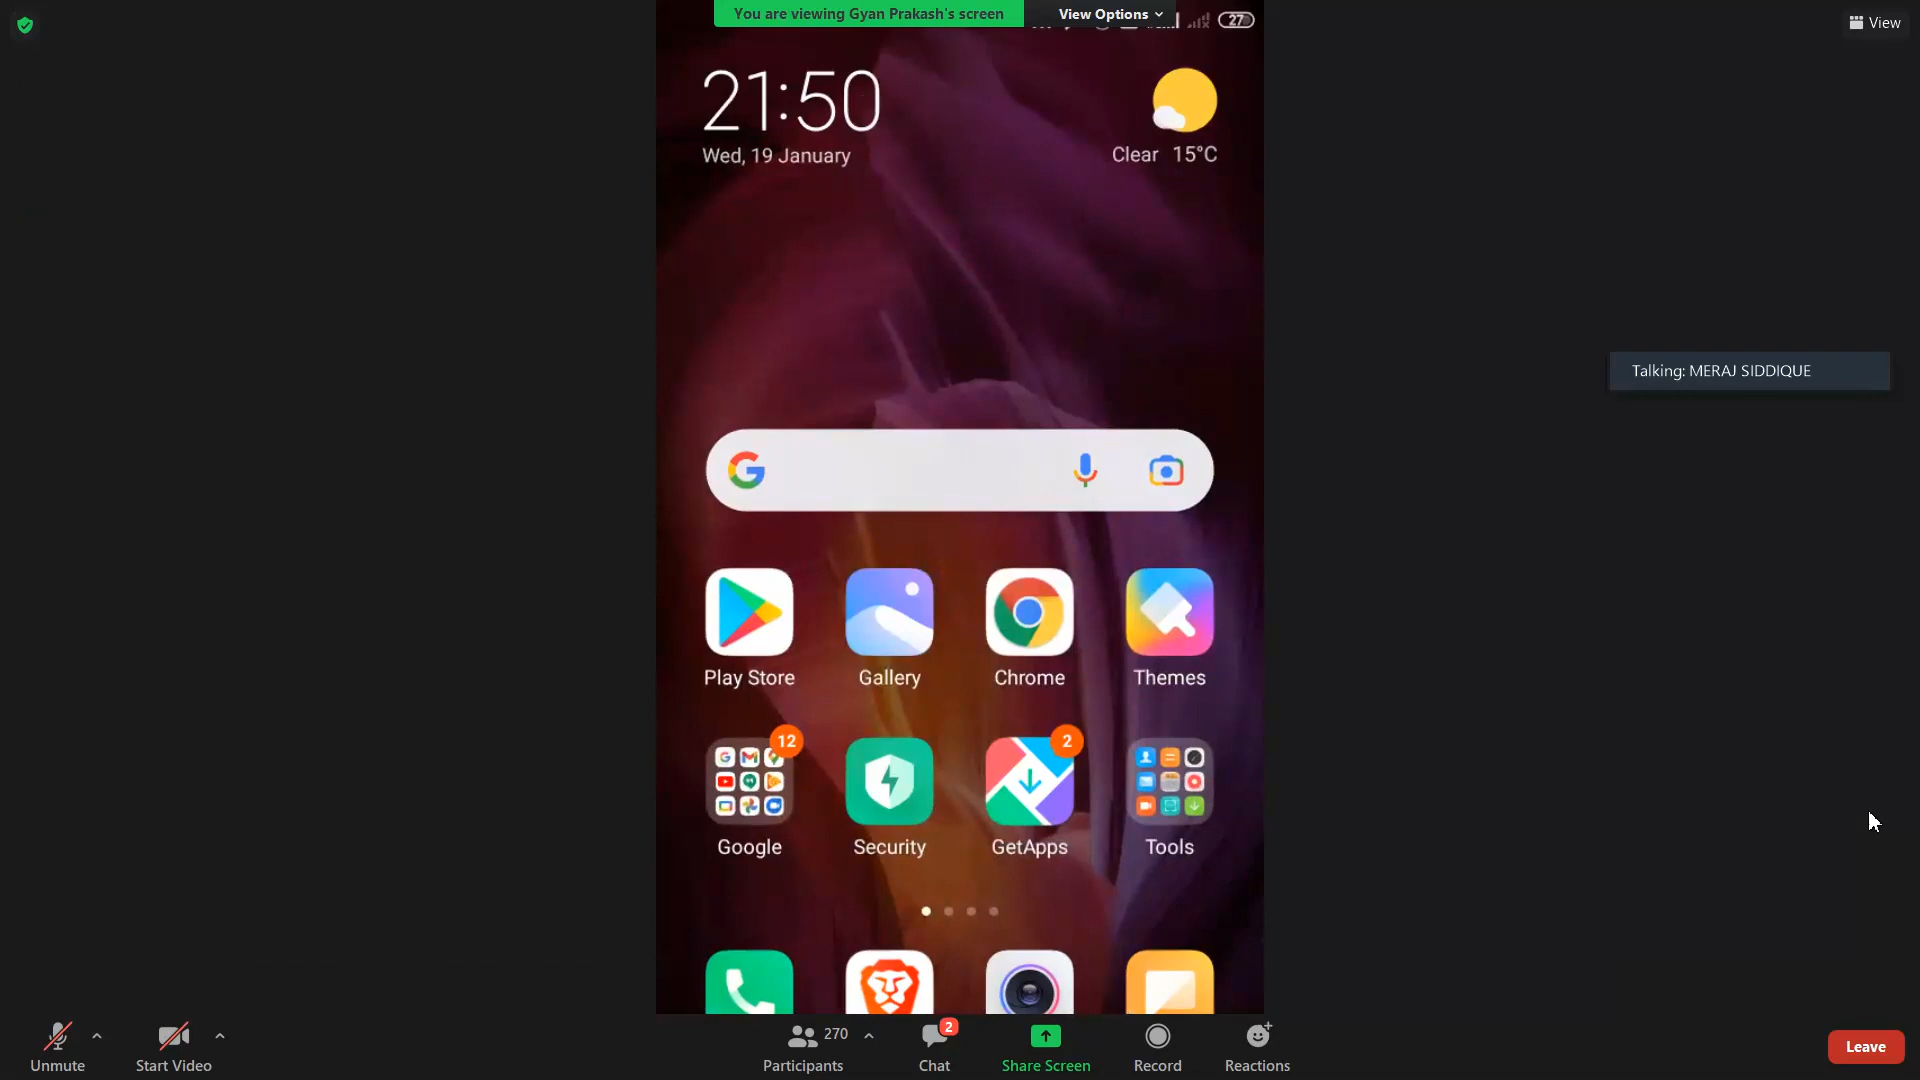 You are viewing Gyan Prakash's screen
View Options
27
View
21:50
Wed, 19 January
Clear 15°C
Talking: MERAJ SIDDIQUE
Play Store
Gallery
Chrome
Themes
12
2
Google
Security
GetApps
Tools
Unmute
Start Video
270
Participants
2
Chat
Share Screen
Record
Reactions
Leave